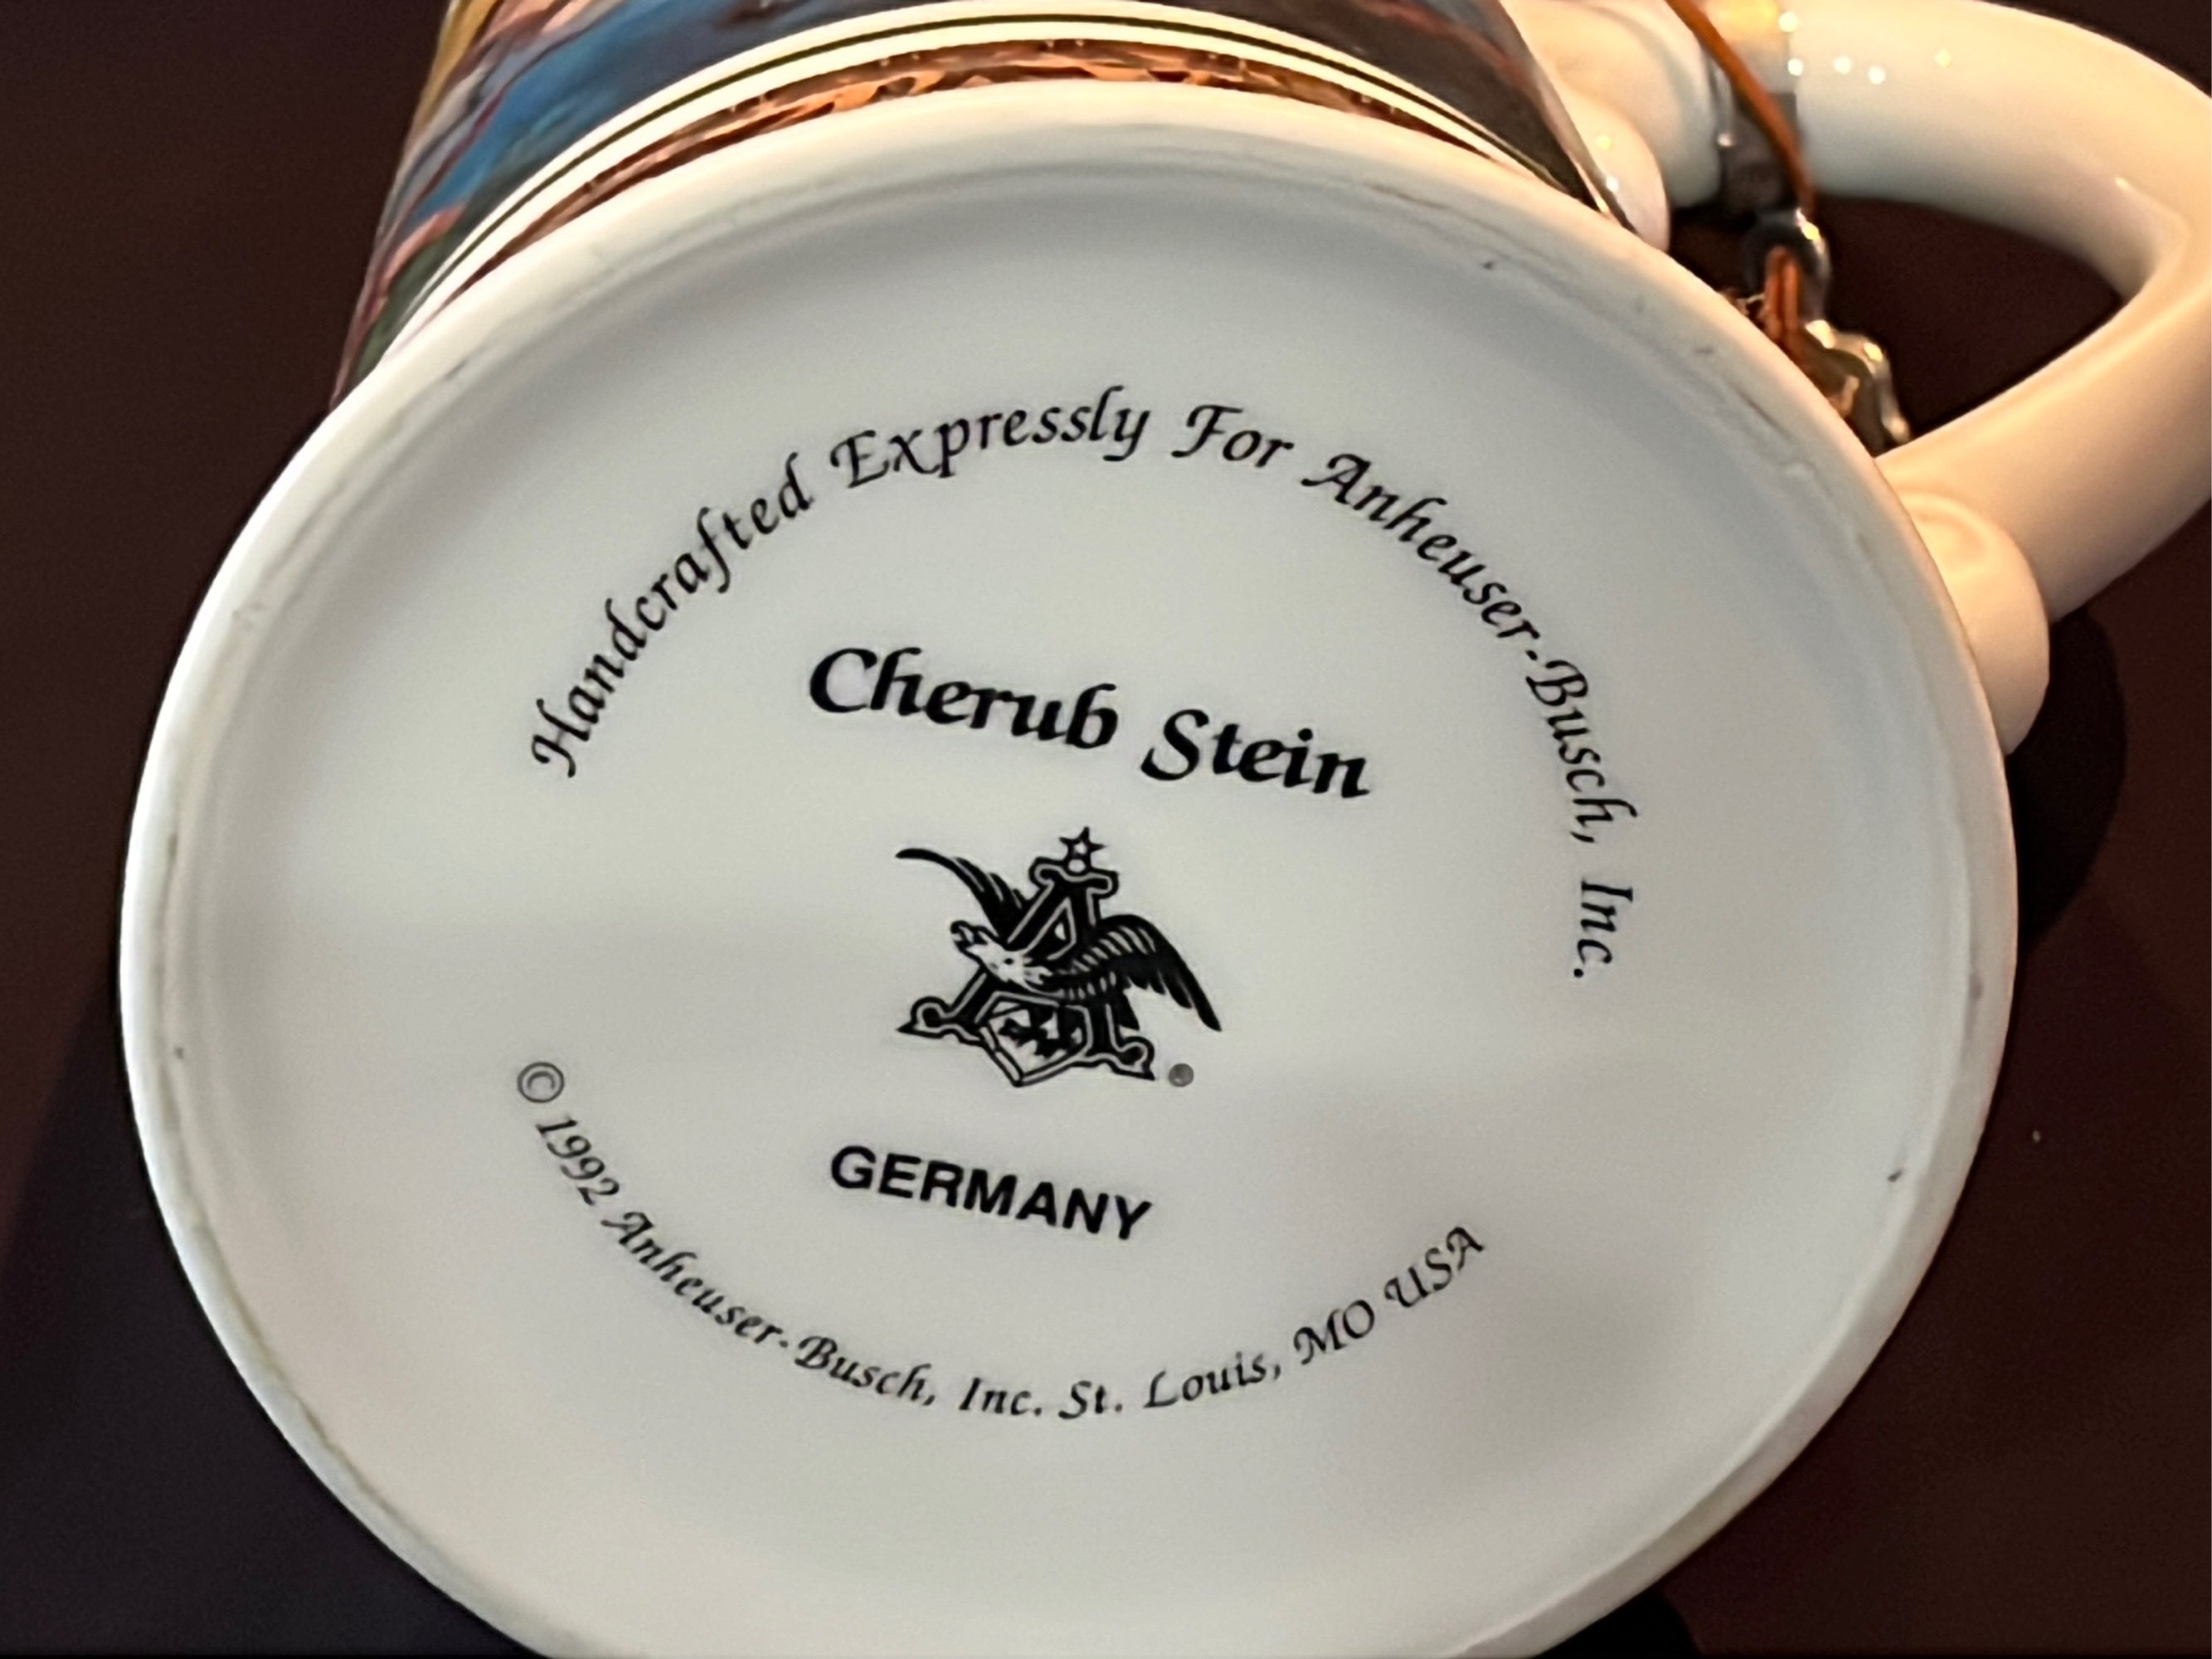 Handcrafted Expressly For Anheuser-Busch, Inc.
Cherub Stein
A
GERMANY
© 1992 Anheuser-Busch, Inc. St. Louis, MO USA